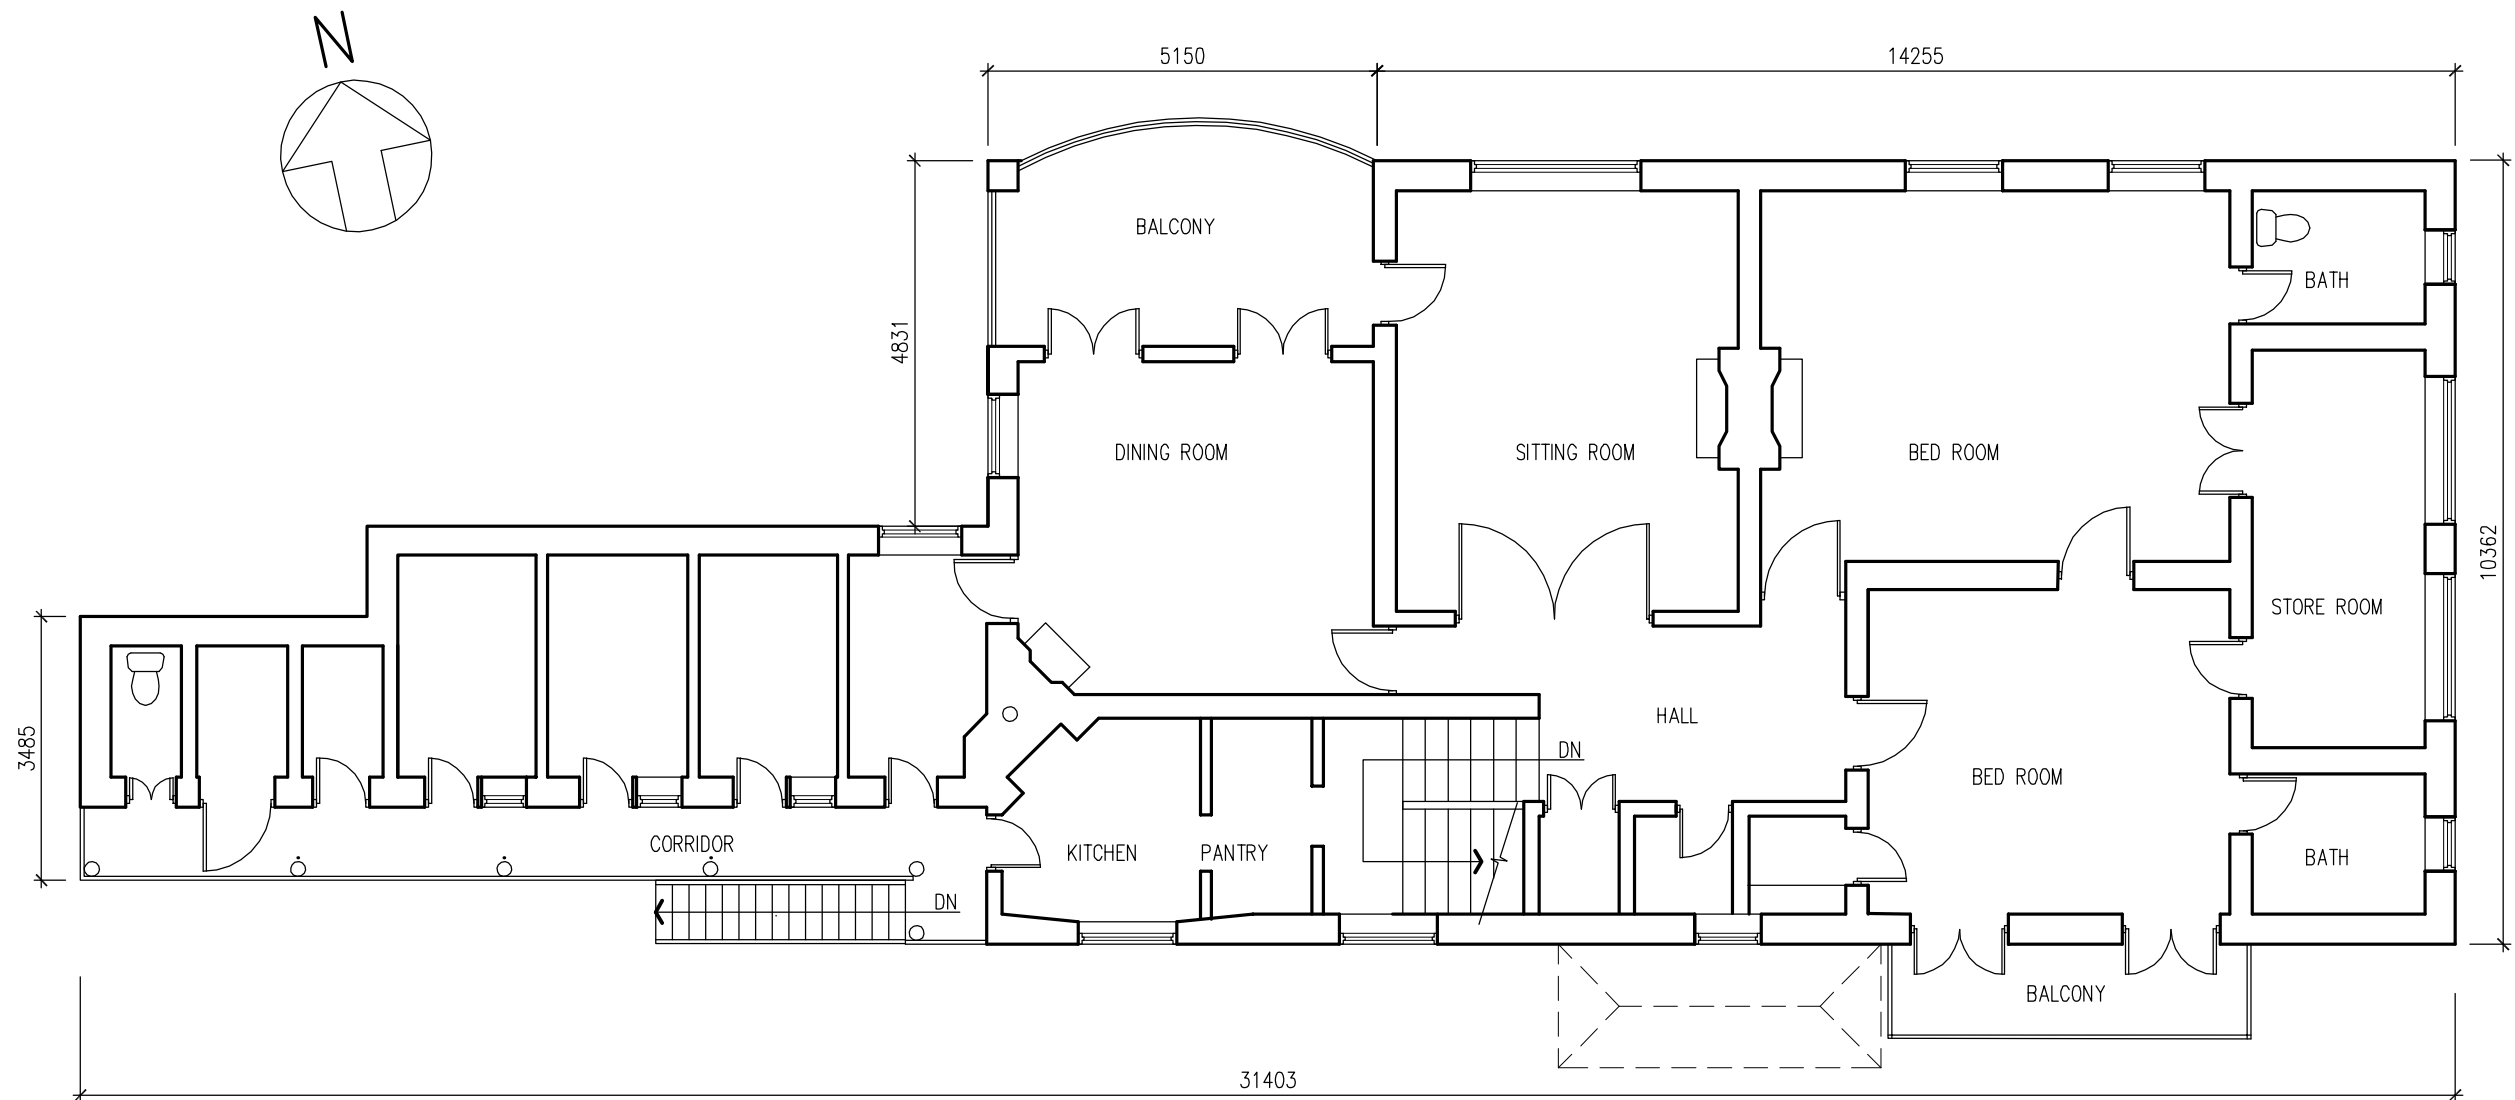 N
5150
14255
BALCONY
BATH
4831
DINING ROOM
SITTING ROOM
BED ROOM
10362
STORE ROOM
HALL
3485
DN
BED ROOM
CORRIDOR
KITCHEN
PANTRY
BATH
DN
BALCONY
31403